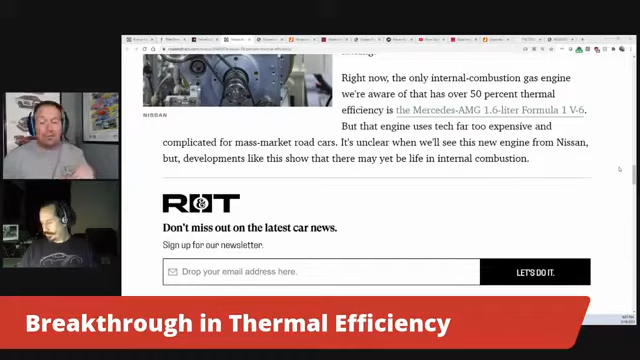 Right now, the only internal-combustion gas engine
we're aware of that has over 50 percent thermal
efficiency is the Mercedes-AMG 1.6-liter Formula 1 V-6.
NISSAN
But that engine uses tech far too expensive and
complicated for mass-market road cars. It's unclear when we'll see this new engine from Nissan,
but, developments like this show that there may yet be life in internal combustion.
R&T
Don't miss out on the latest car news.
Sign up for our newsletter.
Drop your email address here.
LET'S DO IT.
Breakthrough in Thermal Efficiency